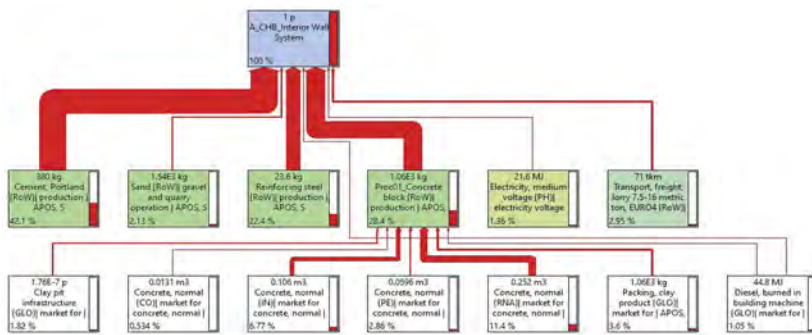 1 p
A_CHB_Interior Wall
System
100 %
380 kg
Cement, Portland
{RoW}| production |
APOS, S
42.1 %
1.64E3 kg
Sand {RoW}| gravel
and quarry
operation | APOS, S
2.13 %
23.6 kg
Reinforcing steel
{RoW}| production |
APOS, S
22.4 %
1.06E3 kg
Proc01_Concrete
block {RoW}|
production | APOS,
28.4 %
21.6 MJ
Electricity, medium
voltage {PH}|
electricity voltage
1.36 %
71 tkm
Transport, freight,
lorry 7.5-16 metric
ton, EURO4 {RoW}|
2.95 %
1.76E-7 p
Clay pit
infrastructure
{GLO}| market for |
1.82 %
0.0131 m3
Concrete, normal
{CO}| market for
concrete, normal |
0.534 %
0.106 m3
Concrete, normal
{IN}| market for
concrete, normal |
6.77 %
0.0596 m3
Concrete, normal
{PE}| market for
concrete, normal |
2.86 %
0.252 m3
Concrete, normal
{RNA}| market for
concrete, normal |
11.4 %
1.06E3 kg
Packing, clay
product {GLO}|
market for | APOS,
3.6 %
44.8 MJ
Diesel, burned in
building machine
{GLO}| market for |
1.05 %